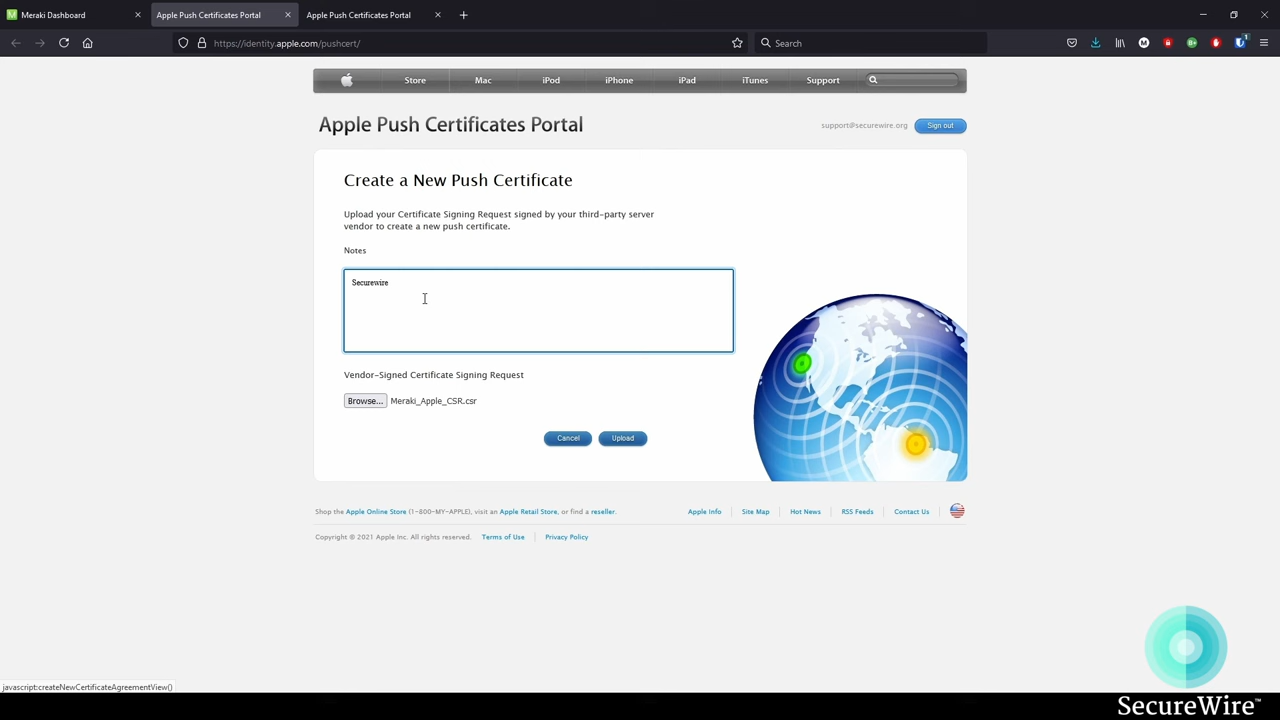 Meraki Dashboard
Apple Push Certificates Portal
Apple Push Certificates Portal
https://identity.apple.com/pushcert/
Search
1
Store Mac iPod iPhone iPad iTunes Support
Apple Push Certificates Portal
support@securewire.org Sign out
Create a New Push Certificate
Upload your Certificate Signing Request signed by your third-party server
vendor to create a new push certificate.
Notes
Securewire
Vendor-Signed Certificate Signing Request
Browse... Meraki_Apple_CSR.csr
Cancel Upload
Shop the Apple Online Store (1-800-MY-APPLE), visit an Apple Retail Store, or find a reseller.
Apple Info Site Map Hot News RSS Feeds Contact Us
Copyright © 2021 Apple Inc. All rights reserved. Terms of Use Privacy Policy
javascript:createNewCertificateAgreementView()
SecureWire™